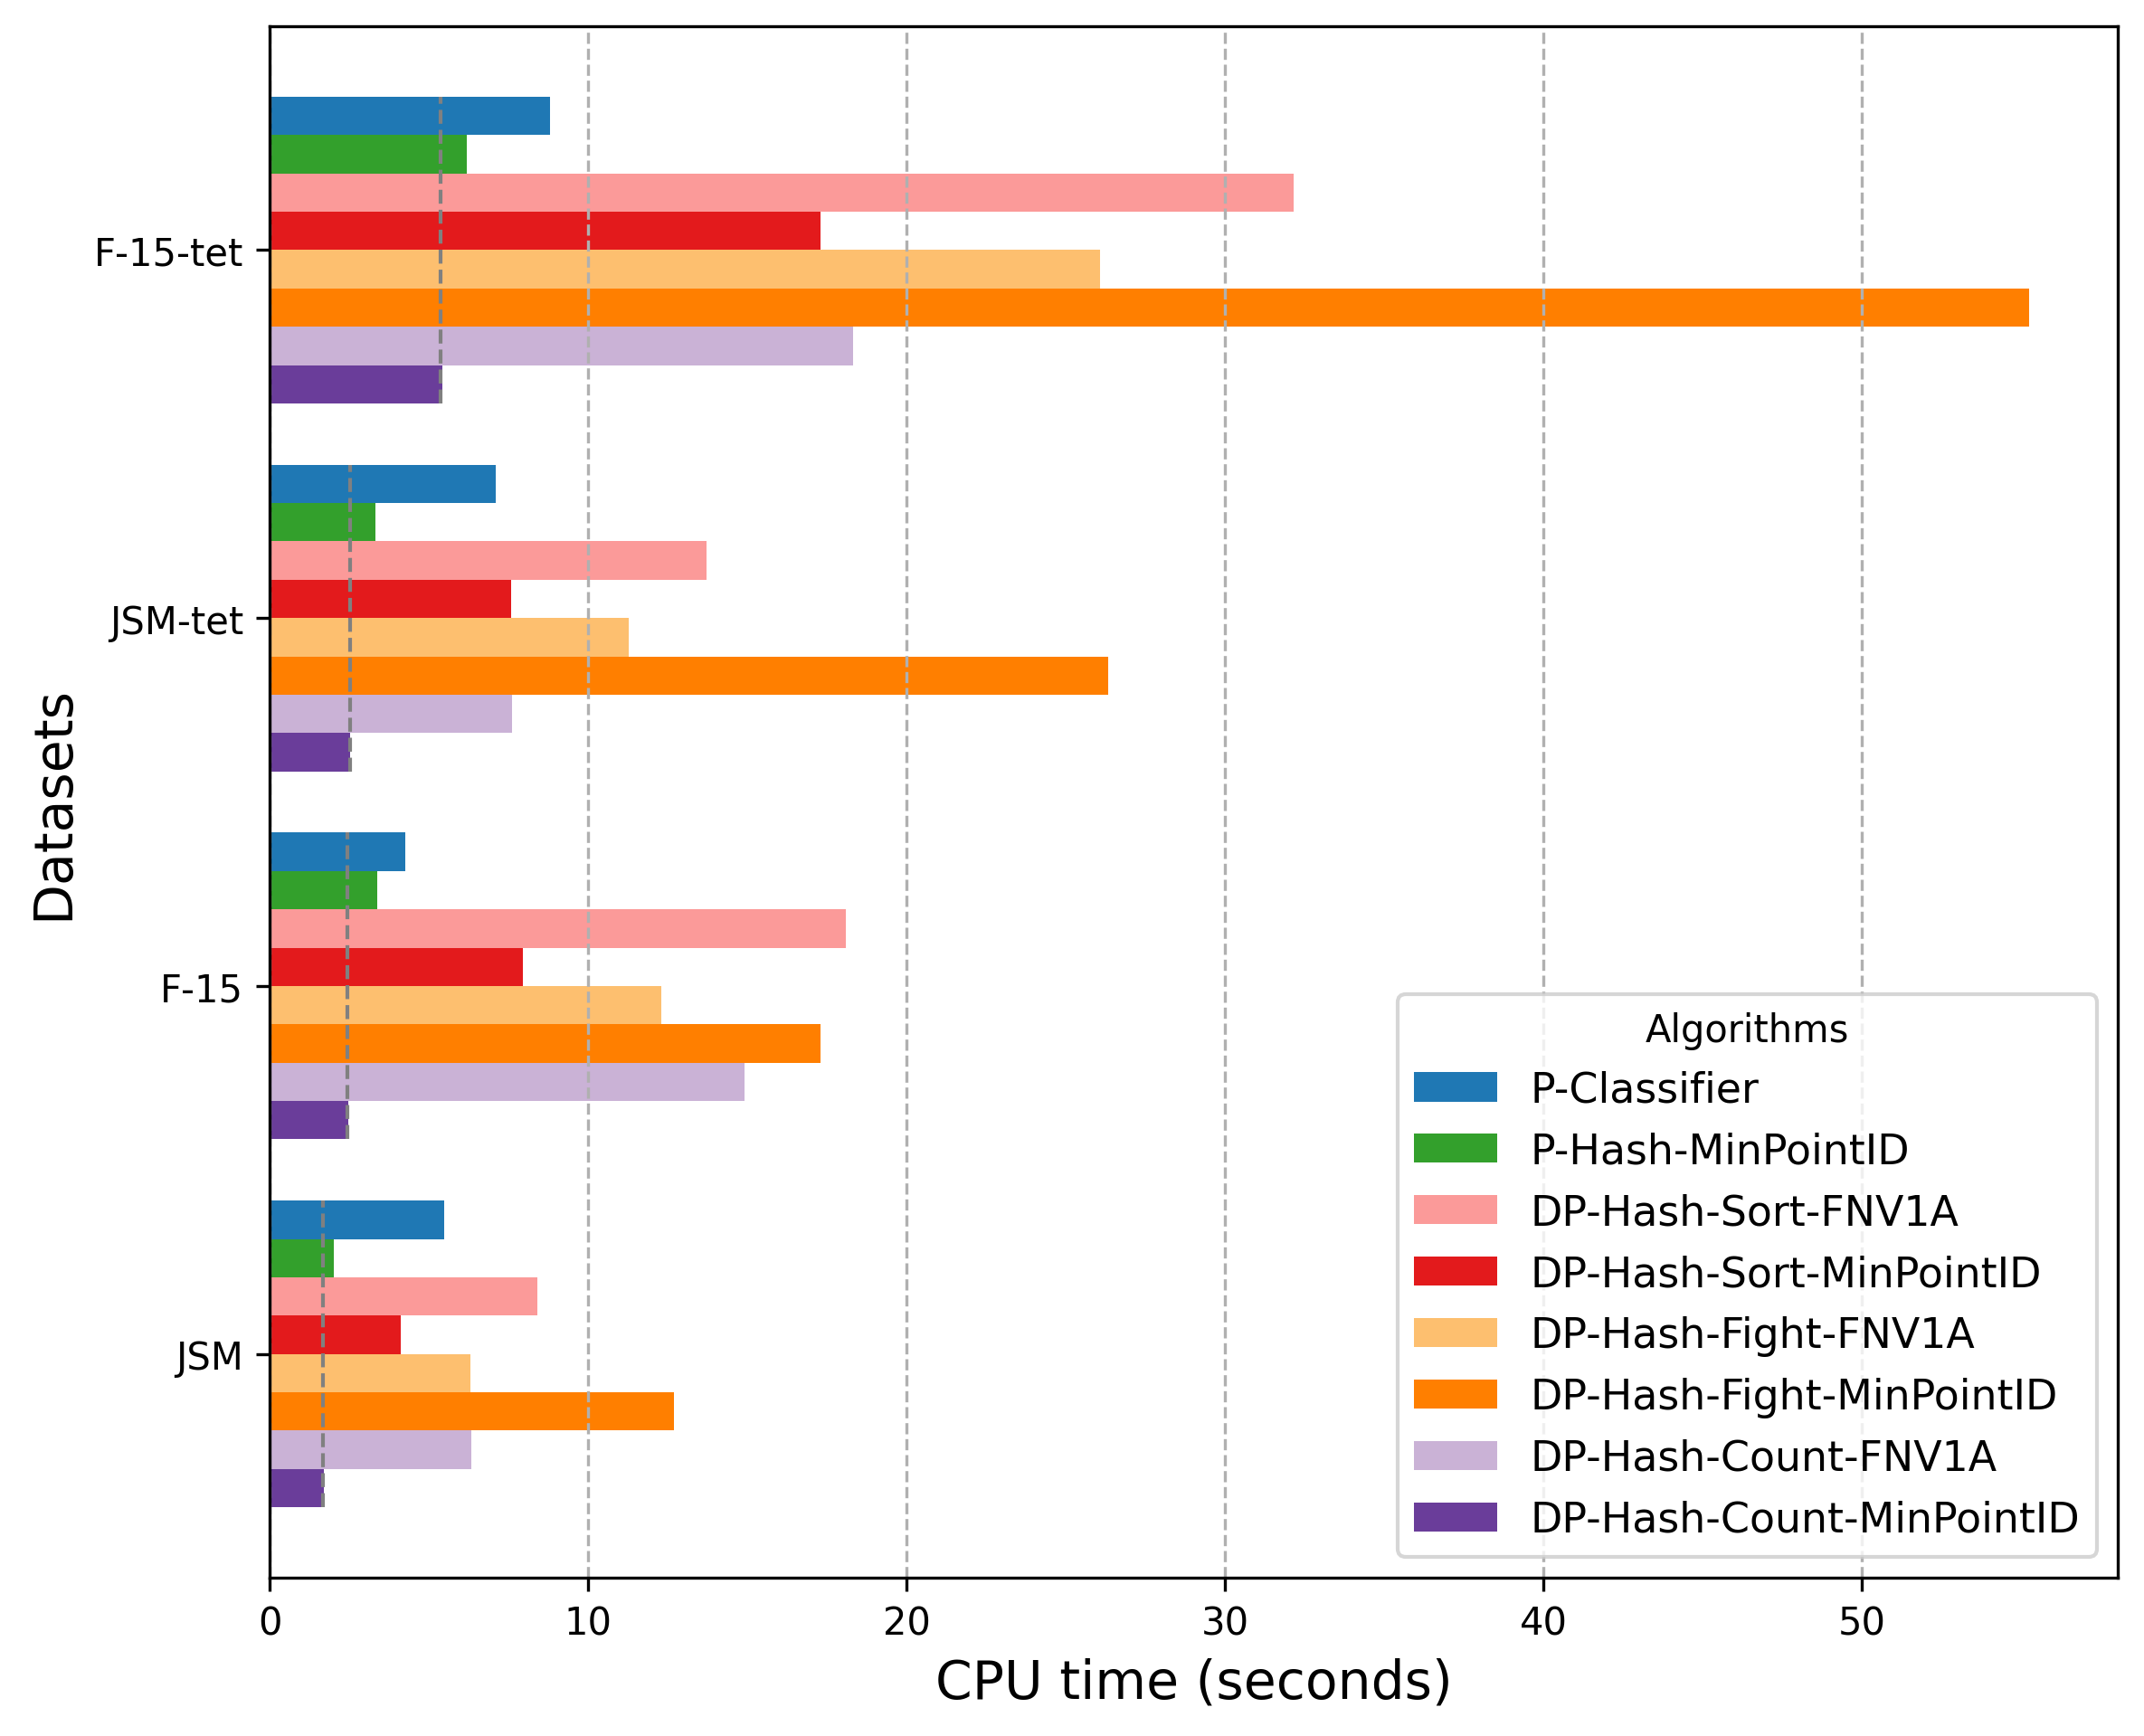 F-15-tet
JSM-tet
F-15
JSM
Datasets
0 10 20 30 40 50
CPU time (seconds)
Algorithms
P-Classifier
P-Hash-MinPointID
DP-Hash-Sort-FNV1A
DP-Hash-Sort-MinPointID
DP-Hash-Fight-FNV1A
DP-Hash-Fight-MinPointID
DP-Hash-Count-FNV1A
DP-Hash-Count-MinPointID